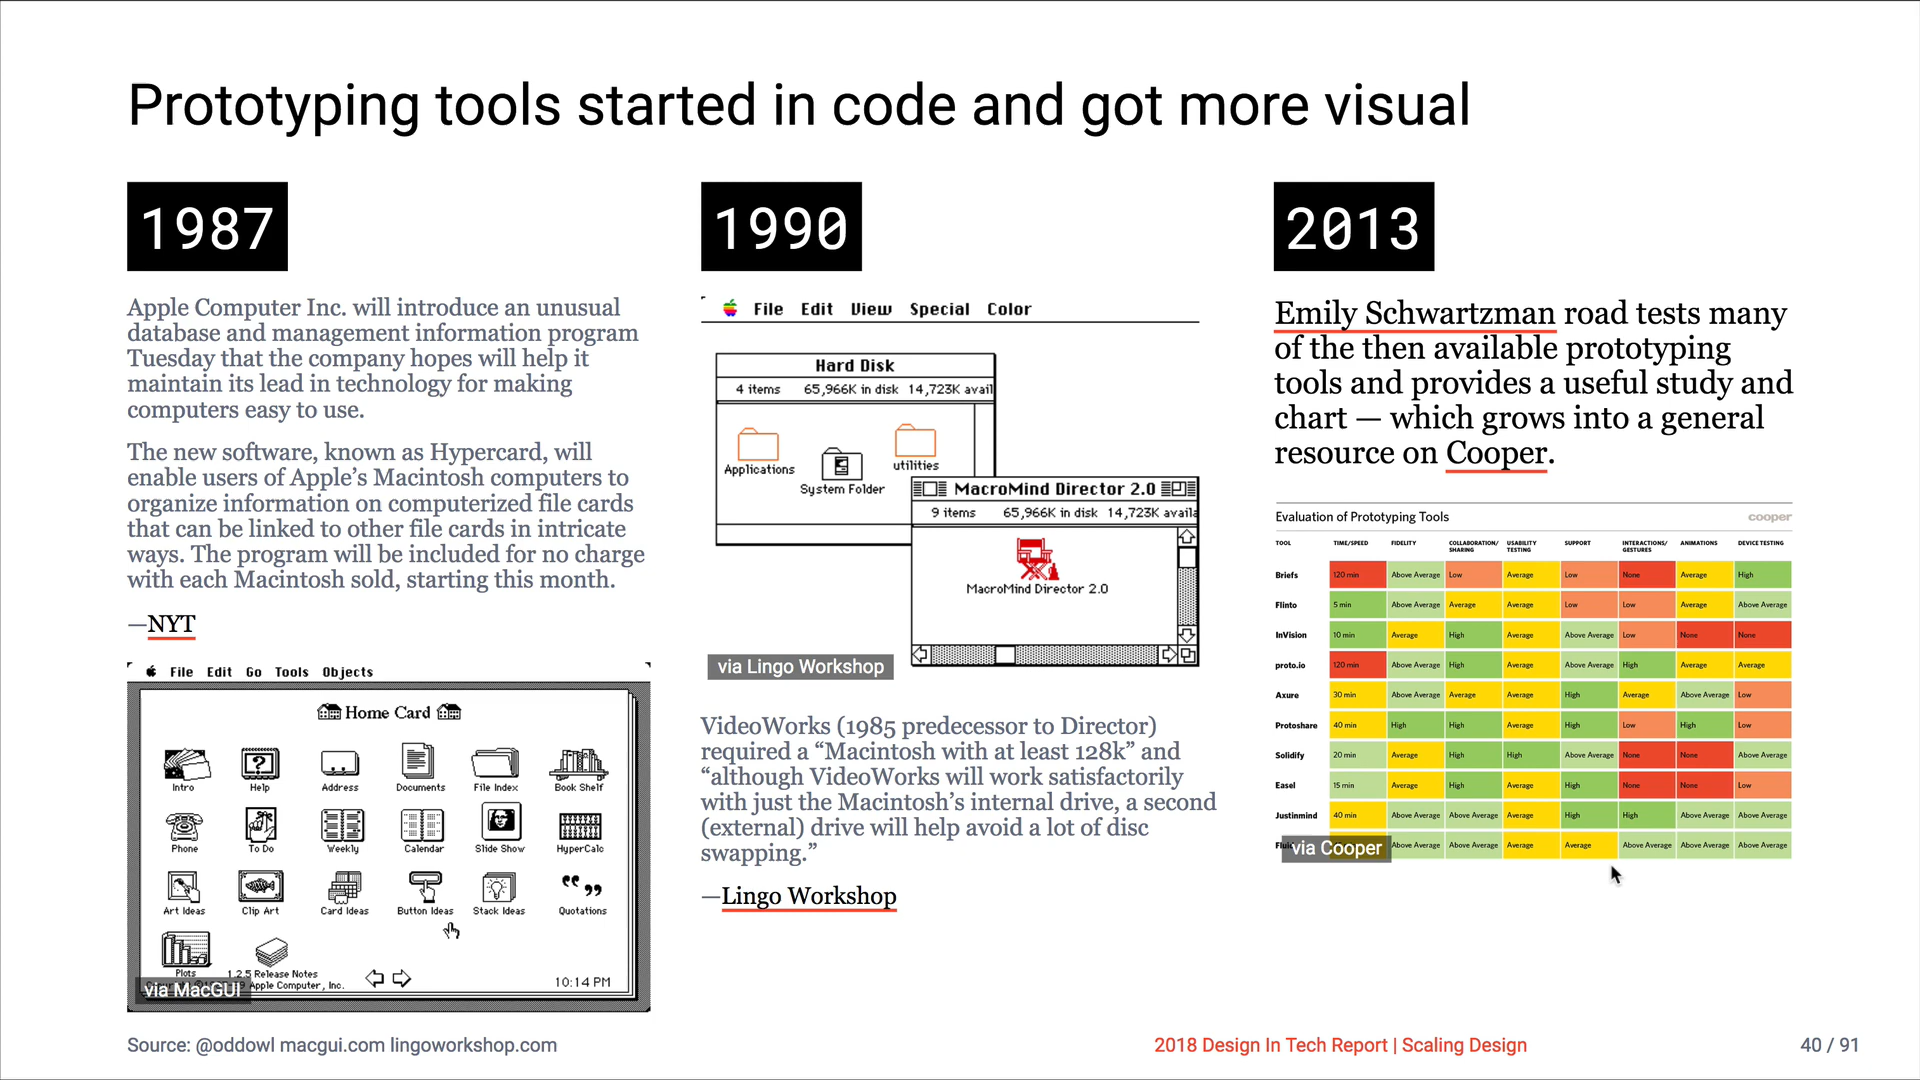 Prototyping tools started in code and got more visual
1987
Apple Computer Inc. will introduce an unusual
database and management information program
Tuesday that the company hopes will help it
maintain its lead in technology for making
computers easy to use.
The new software, known as Hypercard, will
enable users of Apple’s Macintosh computers to
organize information on computerized file cards
that can be linked to other file cards in intricate
ways. The program will be included for no charge
with each Macintosh sold, starting this month.
—NYT
File Edit Go Tools Objects
Home Card
Intro Help Address Documents File Index Book Shelf
Phone To Do Weekly Calendar Slide Show HyperCalc
Art Ideas Clip Art Card Ideas Button Ideas Stack Ideas Quotations
Plots 1.2.5 Release Notes
Apple Computer, Inc.
10:14 PM
via MacGUI
1990
File Edit View Special Color
Hard Disk
4 items 65,966K in disk 14,723K avail
Applications
System Folder
utilities
MacroMind Director 2.0
9 items 65,966K in disk 14,723K availa
MacroMind Director 2.0
via Lingo Workshop
VideoWorks (1985 predecessor to Director)
required a “Macintosh with at least 128k” and
“although VideoWorks will work satisfactorily
with just the Macintosh’s internal drive, a second
(external) drive will help avoid a lot of disc
swapping.”
—Lingo Workshop
2013
Emily Schwartzman road tests many
of the then available prototyping
tools and provides a useful study and
chart — which grows into a general
resource on Cooper.
Evaluation of Prototyping Tools cooper
TOOL TIME/SPEED FIDELITY COLLABORATION/ SHARING USABILITY TESTING SUPPORT INTERACTIONS/ GESTURES ANIMATIONS DEVICE TESTING
Briefs 120 min Above Average Low Average Low None Average High
Flinto 5 min Above Average Average Average Low Low Average Above Average
InVision 10 min Average High Average Above Average Low None None
proto.io 120 min Above Average High Average Above Average High Average Average
Axure 30 min Above Average Average Average High Average Above Average Low
Protoshare 40 min High High Average High Low High Low
Solidify 20 min Average High High Above Average None None Above Average
Easel 15 min Average High Average High None None Low
Justinmind 40 min Above Average Above Average Average High High Above Average Above Average
Above Average Above Average Average Average Above Average Above Average Above Average
via Cooper
Source: @oddowl macgui.com lingoworkshop.com
2018 Design In Tech Report | Scaling Design
40 / 91